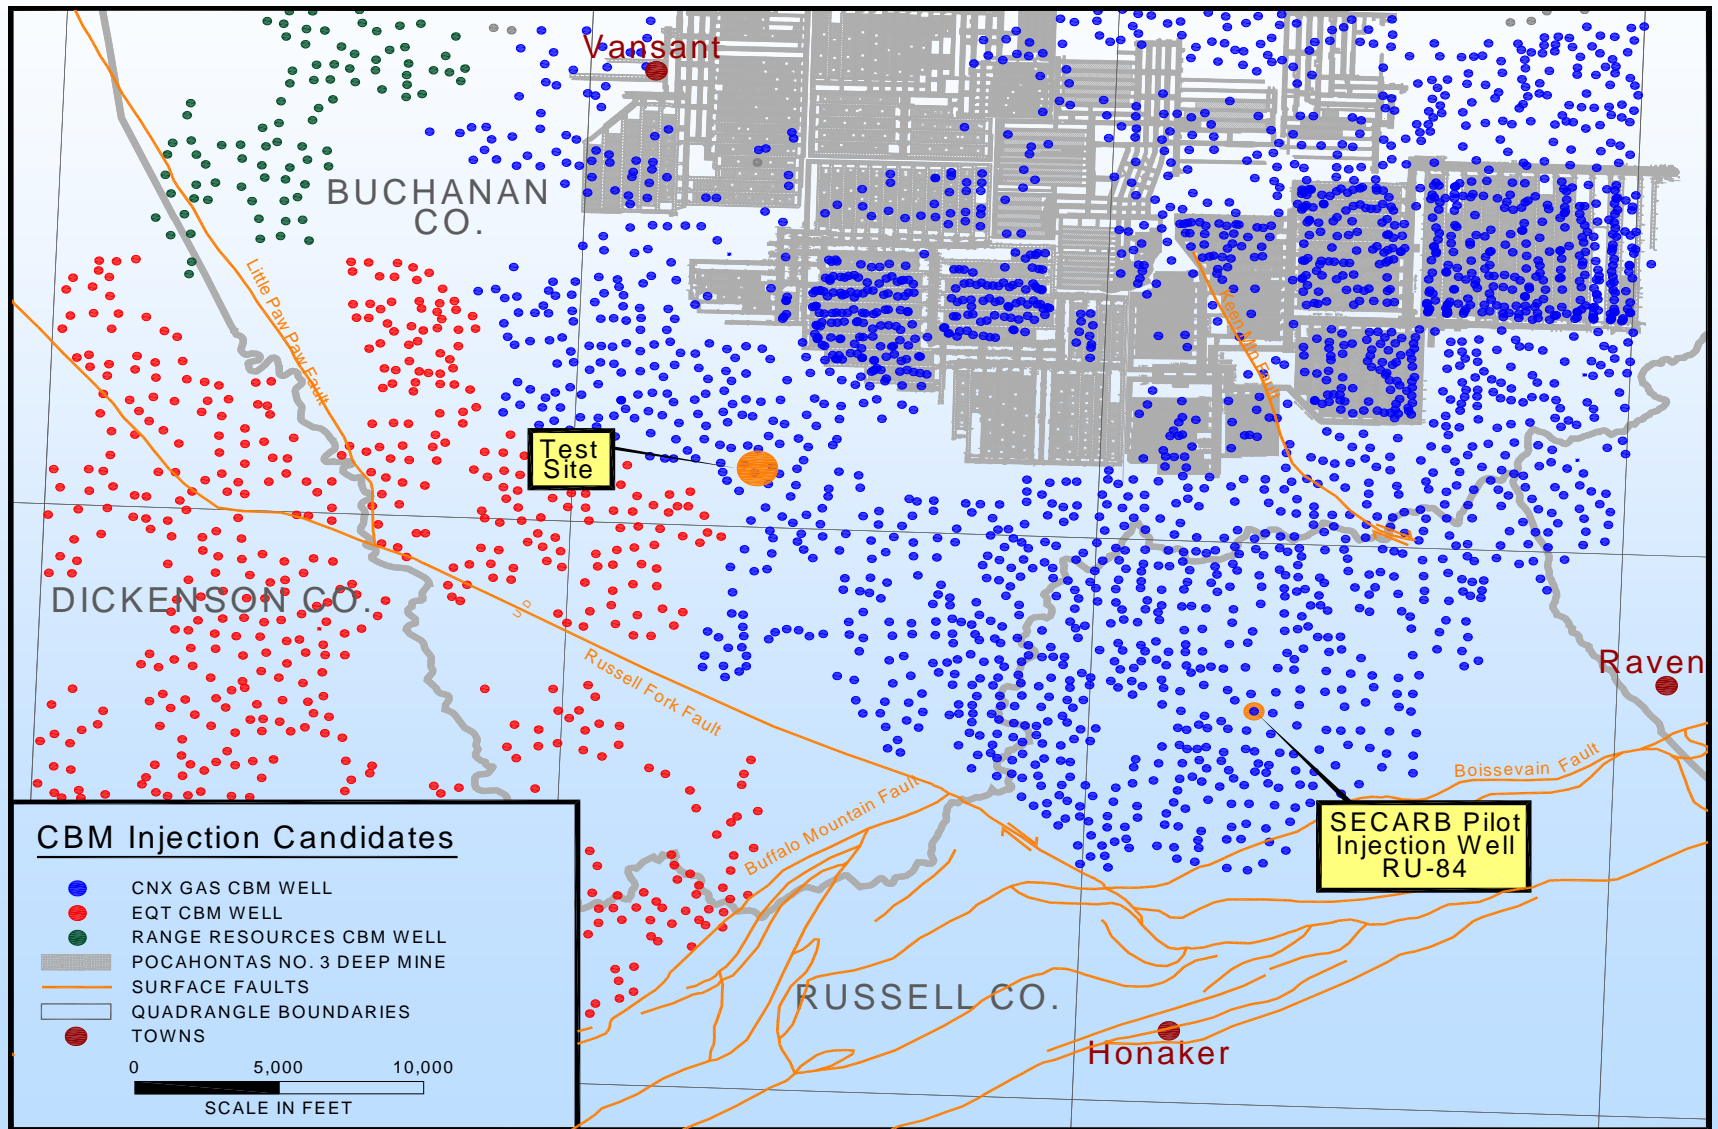 Vansant
BUCHANAN
CO.
Little Paw Paw Fault
Keen Mtn Fault
Test
Site
DICKENSON CO.
S D
Russell Fork Fault
Raven
Boissevain Fault
Buffalo Mountain Fault
SECARB Pilot
Injection Well
RU-84
RUSSELL CO.
Honaker
CBM Injection Candidates
CNX GAS CBM WELL
EQT CBM WELL
RANGE RESOURCES CBM WELL
POCAHONTAS NO. 3 DEEP MINE
SURFACE FAULTS
QUADRANGLE BOUNDARIES
TOWNS
0 5,000 10,000
SCALE IN FEET